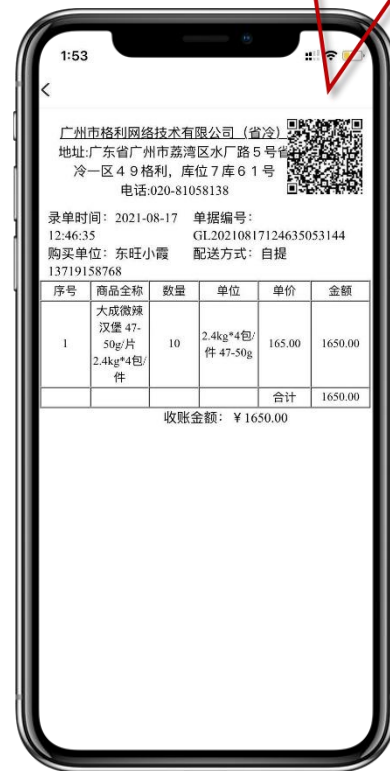 1:53
广州市格利网络技术有限公司（省冷）
地址:广东省广州市荔湾区水厂路5号省
冷一区49格利，库位7库61号
电话:020-81058138
录单时间：2021-08-17 12:46:35
单据编号：GL20210817124635053144
购买单位：东旺小霞 13719158768
配送方式：自提
序号 商品全称 数量 单位 单价 金额
1 大成微辣汉堡 47-50g/片 2.4kg*4包/件 10 2.4kg*4包/件 47-50g 165.00 1650.00
合计 1650.00
收账金额：￥1650.00